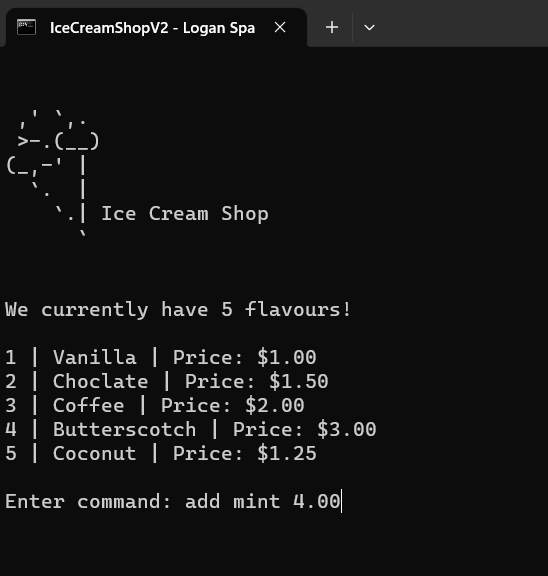 IceCreamShopV2 - Logan Spa
,' `,.
>-.(__)
(_,-' |
`. |
`.| Ice Cream Shop
`
We currently have 5 flavours!
1 | Vanilla | Price: $1.00
2 | Choclate | Price: $1.50
3 | Coffee | Price: $2.00
4 | Butterscotch | Price: $3.00
5 | Coconut | Price: $1.25
Enter command: add mint 4.00